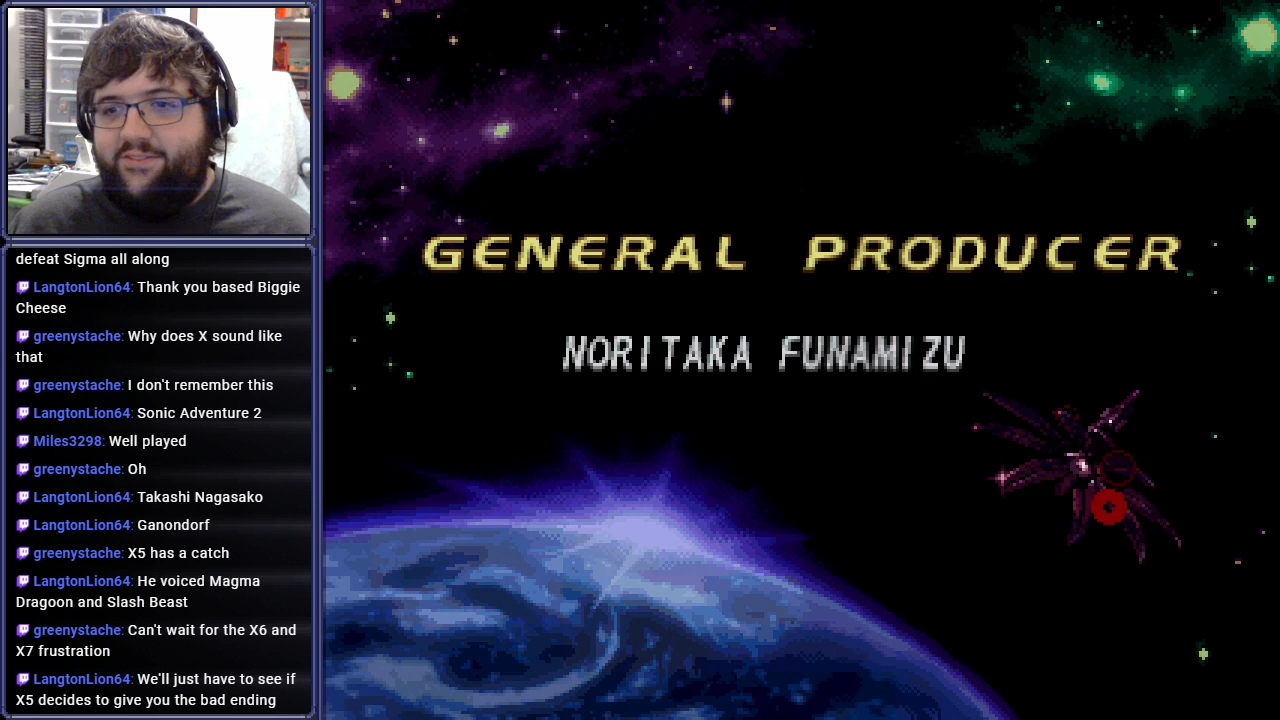 defeat Sigma all along
LangtonLion64: Thank you based Biggie
Cheese
greenystache: Why does X sound like
that
greenystache: I don't remember this
LangtonLion64: Sonic Adventure 2
Miles3298: Well played
greenystache: Oh
LangtonLion64: Takashi Nagasako
LangtonLion64: Ganondorf
greenystache: X5 has a catch
LangtonLion64: He voiced Magma
Dragoon and Slash Beast
greenystache: Can't wait for the X6 and
X7 frustration
LangtonLion64: We'll just have to see if
X5 decides to give you the bad ending
GENERAL PRODUCER
NORITAKA FUNAMIZU